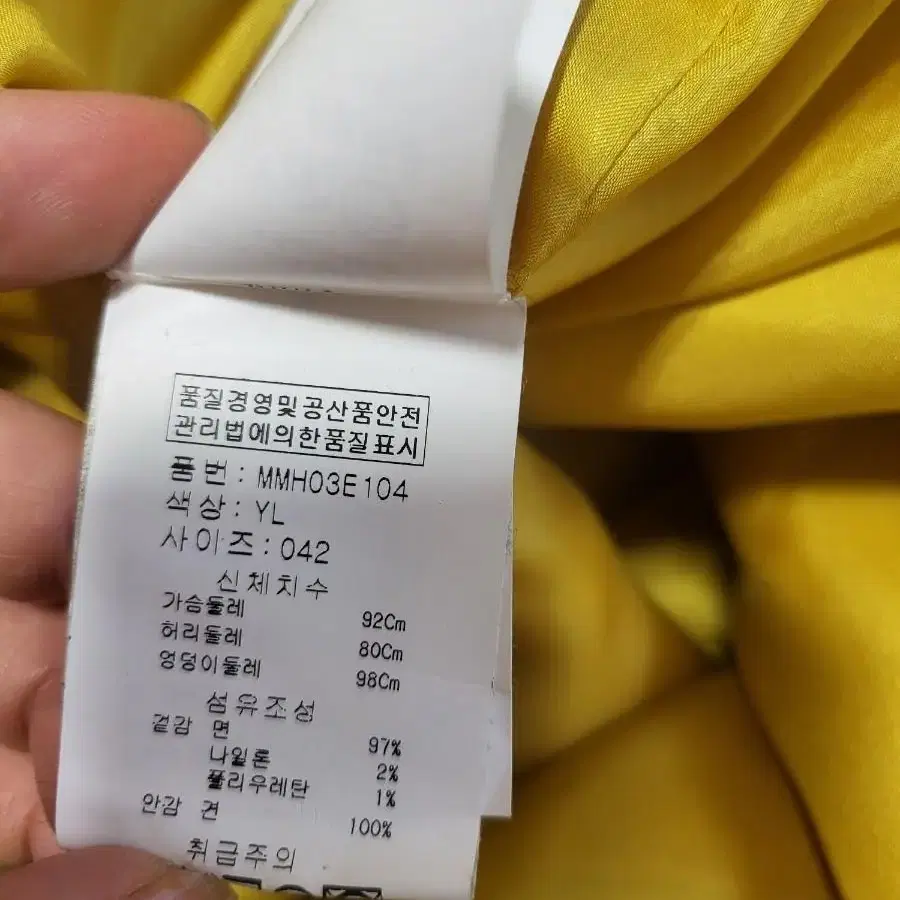 품질경영및공산품안전
관리법에의한품질표시
품 번 : MMH03E104
색 상 : YL
사 이 즈 : 042
신 체 치 수
가슴둘레 92Cm
허리둘레 80Cm
엉덩이둘레 98Cm
섬 유 조 성
겉감 면 97%
나일론 2%
폴리우레탄 1%
안감 견 100%
취 급 주 의